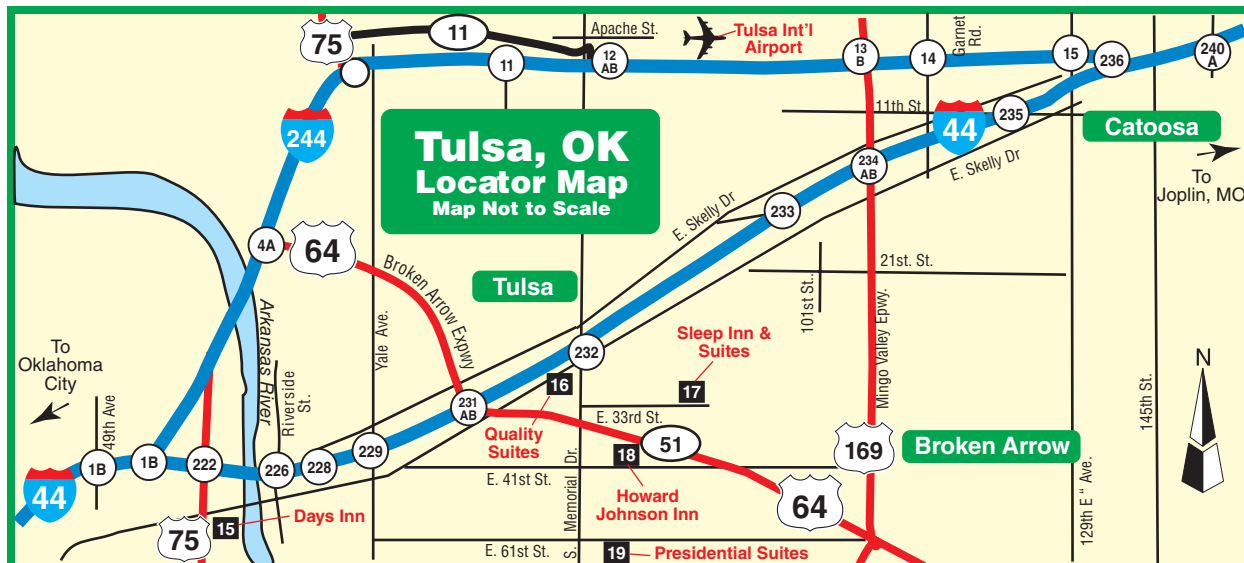 75
11
Apache St.
Tulsa Int'l
Airport
Garnet
Rd.
11
12
AB
13
B
14
15
236
240
A
244
Tulsa, OK
Locator Map
Map Not to Scale
11th St.
44
235
Catoosa
To
Joplin, MO
E. Skelly Dr
E. Skelly Dr
234
AB
233
4A
64
Broken Arrow Expwy
Tulsa
21st. St.
101st St..
Mingo Valley Epwy.
Arkansas River
Yale Ave.
To
Oklahoma
City
Sleep Inn &
Suites
232
16
17
N
145th St.
49th Ave
Riverside
St.
231
AB
E. 33rd St.
Quality
Suites
51
169
Broken Arrow
44
1B
1B
222
226
228
229
18
E. 41st St.
S. Memorial Dr.
Howard
Johnson Inn
64
129th E " Ave.
75
15
Days Inn
E. 61st St.
19
Presidential Suites